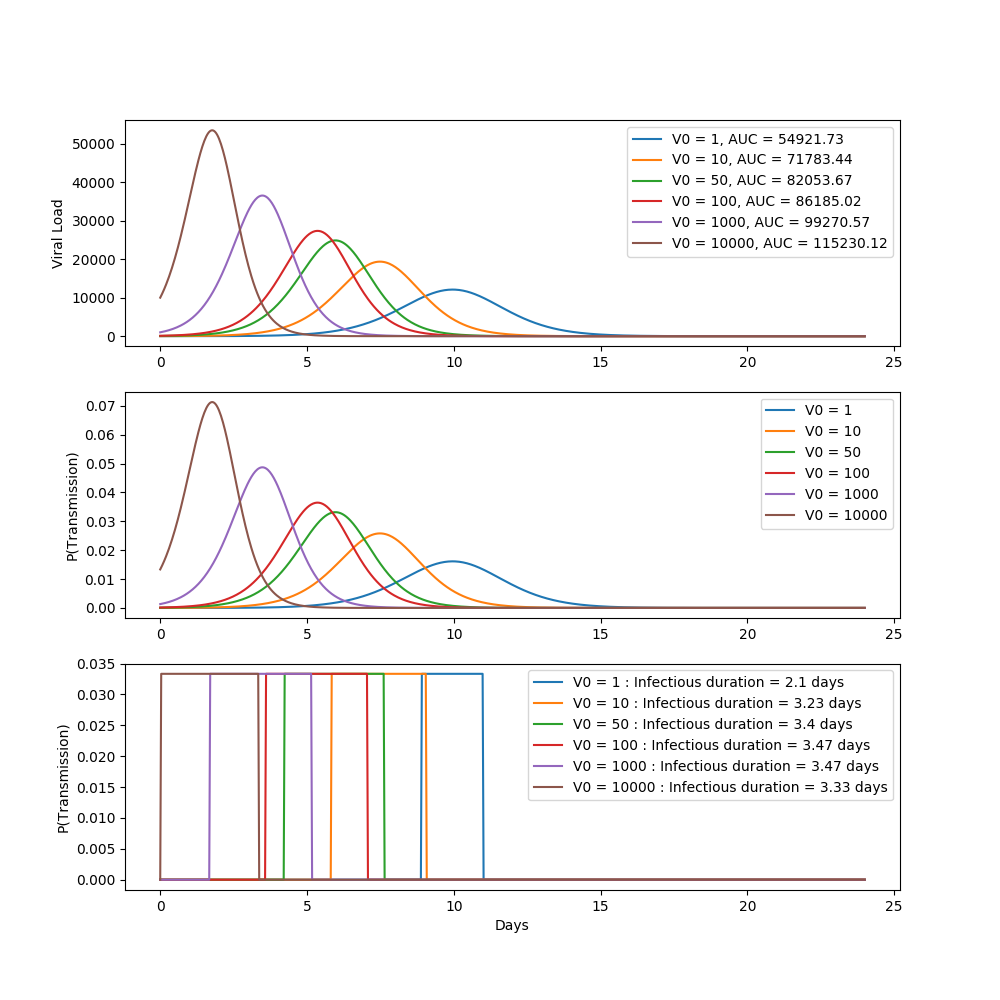 50000
40000
30000
20000
10000
0
Viral Load
V0 = 1, AUC = 54921.73
V0 = 10, AUC = 71783.44
V0 = 50, AUC = 82053.67
V0 = 100, AUC = 86185.02
V0 = 1000, AUC = 99270.57
V0 = 10000, AUC = 115230.12
0 5 10 15 20 25
0.07
0.06
0.05
0.04
0.03
0.02
0.01
0.00
P(Transmission)
V0 = 1
V0 = 10
V0 = 50
V0 = 100
V0 = 1000
V0 = 10000
0 5 10 15 20 25
0.035
0.030
0.025
0.020
0.015
0.010
0.005
0.000
P(Transmission)
V0 = 1 : Infectious duration = 2.1 days
V0 = 10 : Infectious duration = 3.23 days
V0 = 50 : Infectious duration = 3.4 days
V0 = 100 : Infectious duration = 3.47 days
V0 = 1000 : Infectious duration = 3.47 days
V0 = 10000 : Infectious duration = 3.33 days
0 5 10 15 20 25
Days